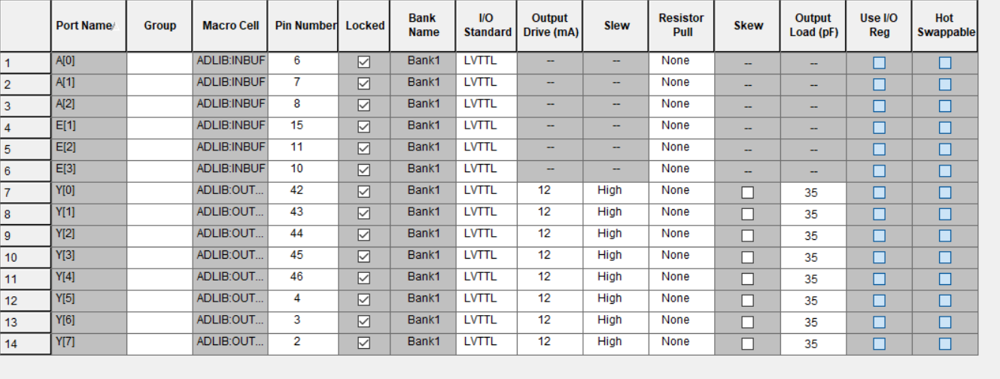 Port Name Group Macro Cell Pin Number Locked Bank Name I/O Standard Output Drive (mA) Slew Resistor Pull Skew Output Load (pF) Use I/O Reg Hot Swappable
1 A[0] ADLIB:INBUF 6 Bank1 LVTTL -- -- None -- --
2 A[1] ADLIB:INBUF 7 Bank1 LVTTL -- -- None -- --
3 A[2] ADLIB:INBUF 8 Bank1 LVTTL -- -- None -- --
4 E[1] ADLIB:INBUF 15 Bank1 LVTTL -- -- None -- --
5 E[2] ADLIB:INBUF 11 Bank1 LVTTL -- -- None -- --
6 E[3] ADLIB:INBUF 10 Bank1 LVTTL -- -- None -- --
7 Y[0] ADLIB:OUT... 42 Bank1 LVTTL 12 High None 35
8 Y[1] ADLIB:OUT... 43 Bank1 LVTTL 12 High None 35
9 Y[2] ADLIB:OUT... 44 Bank1 LVTTL 12 High None 35
10 Y[3] ADLIB:OUT... 45 Bank1 LVTTL 12 High None 35
11 Y[4] ADLIB:OUT... 46 Bank1 LVTTL 12 High None 35
12 Y[5] ADLIB:OUT... 4 Bank1 LVTTL 12 High None 35
13 Y[6] ADLIB:OUT... 3 Bank1 LVTTL 12 High None 35
14 Y[7] ADLIB:OUT... 2 Bank1 LVTTL 12 High None 35